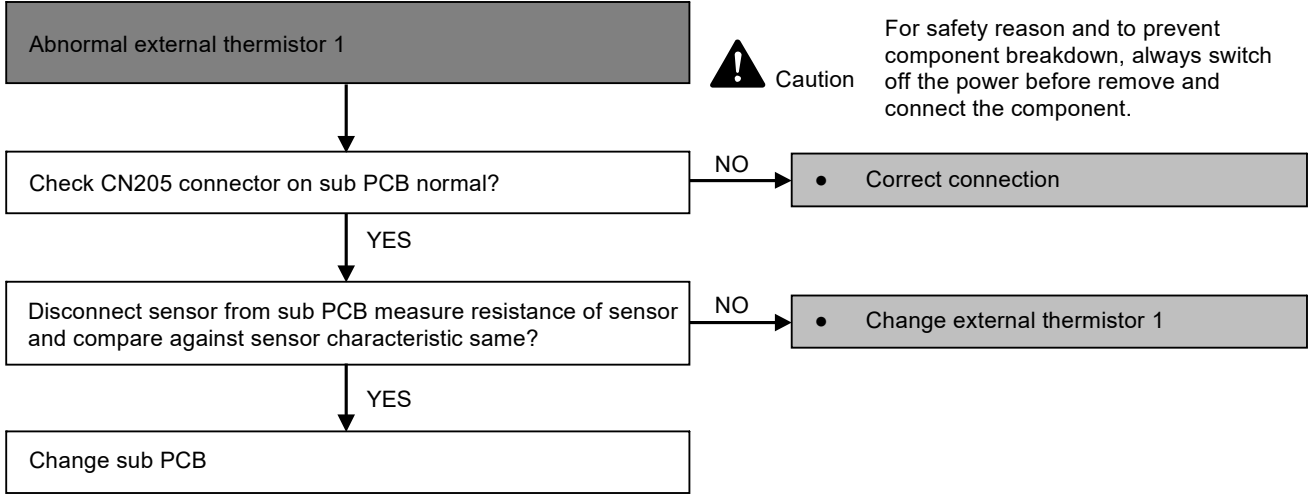 Abnormal external thermistor 1
Caution
For safety reason and to prevent
component breakdown, always switch
off the power before remove and
connect the component.
Check CN205 connector on sub PCB normal?
NO
● Correct connection
YES
Disconnect sensor from sub PCB measure resistance of sensor
and compare against sensor characteristic same?
NO
● Change external thermistor 1
YES
Change sub PCB